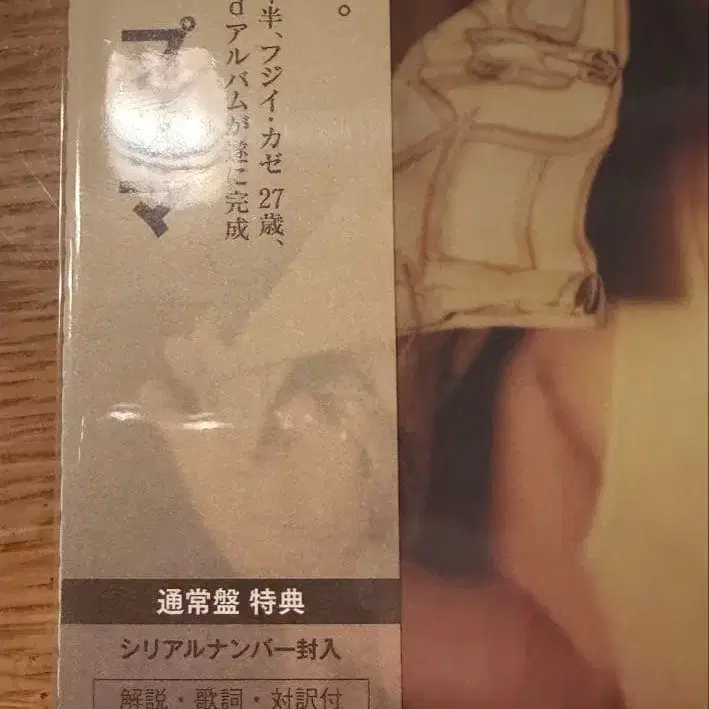 。
半、フジイ・カゼ 27歳、
dアルバムが遂に完成
プ
マ
通常盤 特典
シリアルナンバー封入
解説・歌詞・対訳付